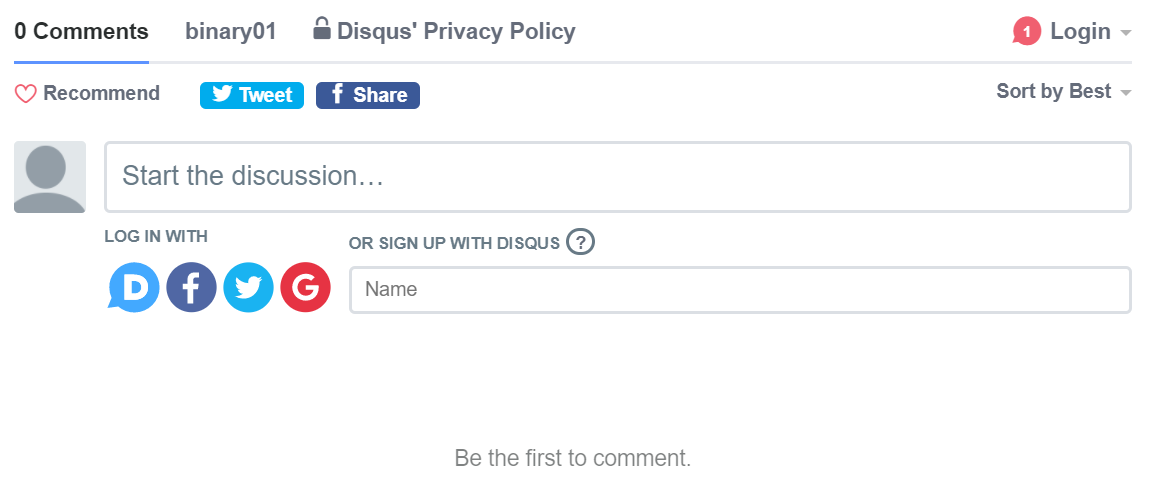 0 Comments binary01 Disqus' Privacy Policy 1 Login
Recommend Tweet f Share Sort by Best
Start the discussion…
LOG IN WITH OR SIGN UP WITH DISQUS ?
D f G Name
Be the first to comment.